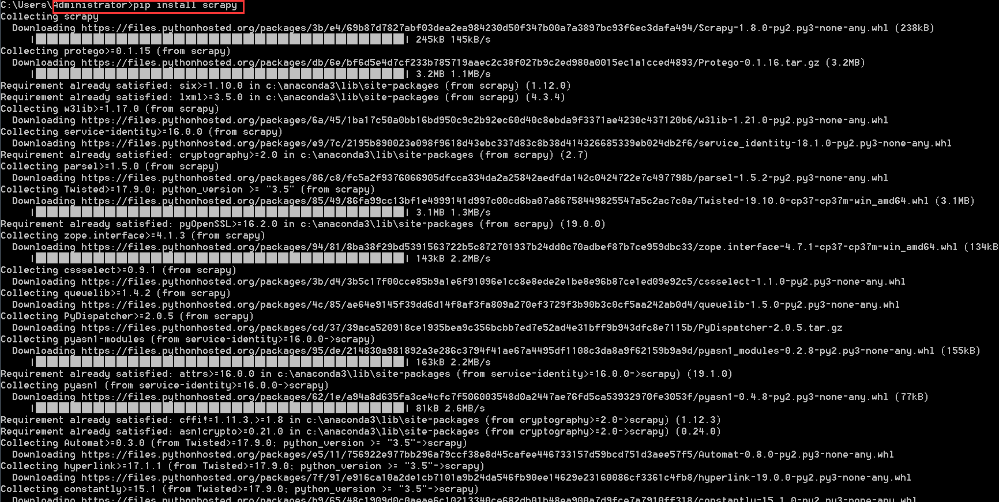 C:\Users\Administrator>pip install scrapy
Collecting scrapy
  Downloading https://files.pythonhosted.org/packages/3b/e4/69b87d7827abf03dea2ea984230d50f347b00a7a3897bc93f6ec3dafa494/Scrapy-1.8.0-py2.py3-none-any.whl (238kB)
     |████████████████████████████████| 245kB 145kB/s
Collecting protego>=0.1.15 (from scrapy)
  Downloading https://files.pythonhosted.org/packages/db/6e/bf6d5e4d7cf233b785719aaec2c38f027b9c2ed980a0015ec1a1cced4893/Protego-0.1.16.tar.gz (3.2MB)
     |████████████████████████████████| 3.2MB 1.1MB/s
Requirement already satisfied: six>=1.10.0 in c:\anaconda3\lib\site-packages (from scrapy) (1.12.0)
Requirement already satisfied: lxml>=3.5.0 in c:\anaconda3\lib\site-packages (from scrapy) (4.3.4)
Collecting w3lib>=1.17.0 (from scrapy)
  Downloading https://files.pythonhosted.org/packages/6a/45/1ba17c50a0bb16bd950c9c2b92ec60d40c8ebda9f3371ae4230c437120b6/w3lib-1.21.0-py2.py3-none-any.whl
Collecting service-identity>=16.0.0 (from scrapy)
  Downloading https://files.pythonhosted.org/packages/e9/7c/2195b890023e098f9618d43ebc337d83c8b38d414326685339eb024db2f6/service_identity-18.1.0-py2.py3-none-any.whl
Requirement already satisfied: cryptography>=2.0 in c:\anaconda3\lib\site-packages (from scrapy) (2.7)
Collecting parsel>=1.5.0 (from scrapy)
  Downloading https://files.pythonhosted.org/packages/86/c8/fc5a2f9376066905dfcca334da2a25842aedfda142c0424722e7c497798b/parsel-1.5.2-py2.py3-none-any.whl
Collecting Twisted>=17.9.0; python_version >= "3.5" (from scrapy)
  Downloading https://files.pythonhosted.org/packages/85/49/86fa99cc13bf1e4999141d997c00cd6ba07a86758449825547a5c2ac7c0a/Twisted-19.10.0-cp37-cp37m-win_amd64.whl (3.1MB)
     |████████████████████████████████| 3.1MB 1.3MB/s
Requirement already satisfied: pyOpenSSL>=16.2.0 in c:\anaconda3\lib\site-packages (from scrapy) (19.0.0)
Collecting zope.interface>=4.1.3 (from scrapy)
  Downloading https://files.pythonhosted.org/packages/94/81/8ba38f29bd5391563722b5c872701937b24dd0c70adbef87b7ce959dbc33/zope.interface-4.7.1-cp37-cp37m-win_amd64.whl (134kB
     |████████████████████████████████| 143kB 2.2MB/s
Collecting cssselect>=0.9.1 (from scrapy)
  Downloading https://files.pythonhosted.org/packages/3b/d4/3b5c17f00cce85b9a1e6f91096e1cc8e8ede2e1be8e96b87ce1ed09e92c5/cssselect-1.1.0-py2.py3-none-any.whl
Collecting queuelib>=1.4.2 (from scrapy)
  Downloading https://files.pythonhosted.org/packages/4c/85/ae64e9145f39dd6d14f8af3fa809a270ef3729f3b90b3c0cf5aa242ab0d4/queuelib-1.5.0-py2.py3-none-any.whl
Collecting PyDispatcher>=2.0.5 (from scrapy)
  Downloading https://files.pythonhosted.org/packages/cd/37/39aca520918ce1935bea9c356bcbb7ed7e52ad4e31bff9b943dfc8e7115b/PyDispatcher-2.0.5.tar.gz
Collecting pyasn1-modules (from service-identity>=16.0.0->scrapy)
  Downloading https://files.pythonhosted.org/packages/95/de/214830a981892a3e286c3794f41ae67a4495df1108c3da8a9f62159b9a9d/pyasn1_modules-0.2.8-py2.py3-none-any.whl (155kB)
     |████████████████████████████████| 163kB 2.2MB/s
Requirement already satisfied: attrs>=16.0.0 in c:\anaconda3\lib\site-packages (from service-identity>=16.0.0->scrapy) (19.1.0)
Collecting pyasn1 (from service-identity>=16.0.0->scrapy)
  Downloading https://files.pythonhosted.org/packages/62/1e/a94a8d635fa3ce4cfc7f506003548d0a2447ae76fd5ca53932970fe3053f/pyasn1-0.4.8-py2.py3-none-any.whl (77kB)
     |████████████████████████████████| 81kB 2.6MB/s
Requirement already satisfied: cffi!=1.11.3,>=1.8 in c:\anaconda3\lib\site-packages (from cryptography>=2.0->scrapy) (1.12.3)
Requirement already satisfied: asn1crypto>=0.21.0 in c:\anaconda3\lib\site-packages (from cryptography>=2.0->scrapy) (0.24.0)
Collecting Automat>=0.3.0 (from Twisted>=17.9.0; python_version >= "3.5"->scrapy)
  Downloading https://files.pythonhosted.org/packages/e5/11/756922e977bb296a79ccf38e8d45cafee446733157d59bcd751d3aee57f5/Automat-0.8.0-py2.py3-none-any.whl
Collecting hyperlink>=17.1.1 (from Twisted>=17.9.0; python_version >= "3.5"->scrapy)
  Downloading https://files.pythonhosted.org/packages/7f/91/e916ca10a2de1cb7101a9b24da546fb90ee14629e23160086cf3361c4fb8/hyperlink-19.0.0-py2.py3-none-any.whl
Collecting constantly>=15.1 (from Twisted>=17.9.0; python_version >= "3.5"->scrapy)
  Downloading https://files.pythonhosted.org/packages/b9/65/48c1909d0c0aeae6c10213340ce682db01b48ea900a7d9fce7a7910ff318/constantly-15.1.0-py2.py3-none-any.whl